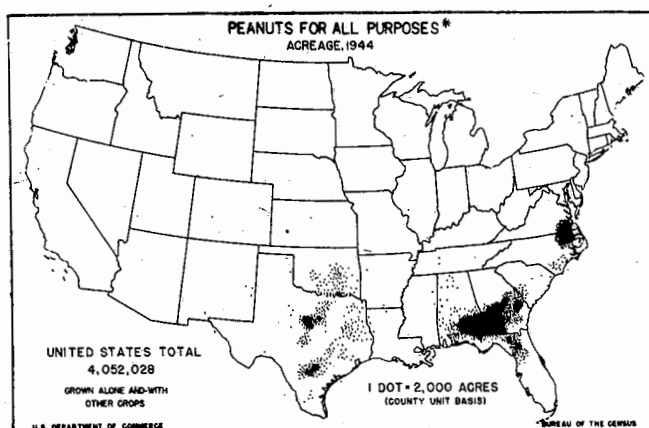 PEANUTS FOR ALL PURPOSES*
ACREAGE, 1944
UNITED STATES TOTAL
4,052,028
GROWN ALONE AND WITH
OTHER CROPS
1 DOT = 2,000 ACRES
(COUNTY UNIT BASIS)
U.S. DEPARTMENT OF COMMERCE
*BUREAU OF THE CENSUS